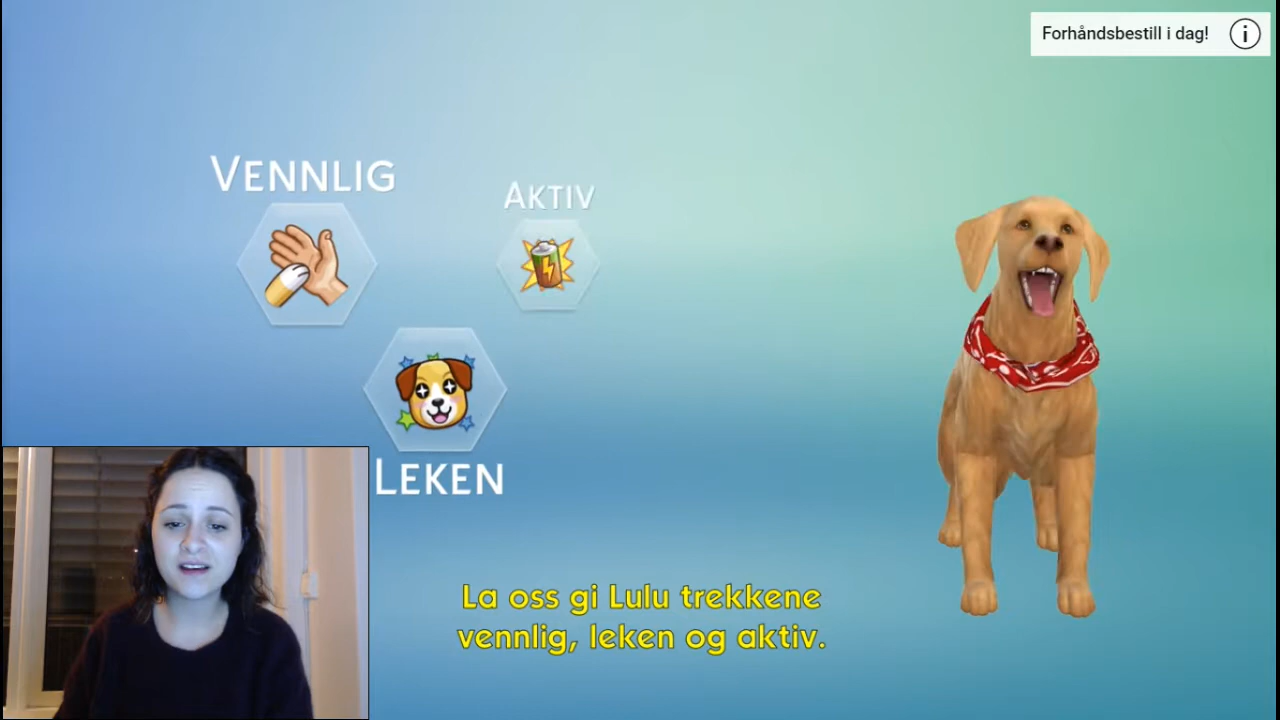 Forhåndsbestill i dag!
VENNLIG
AKTIV
LEKEN
La oss gi Lulu trekkene
vennlig, leken og aktiv.